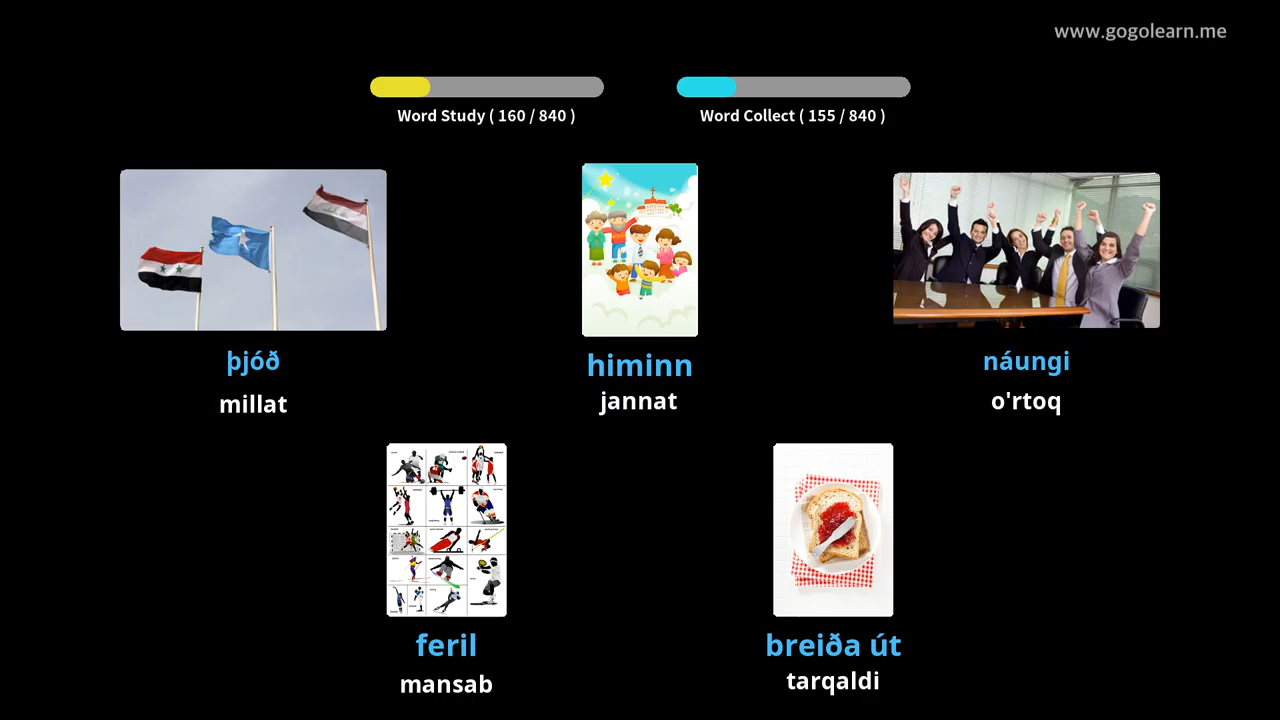 www.gogolearn.me
Word Study ( 160 / 840 )
Word Collect ( 155 / 840 )
þjóð
millat
himinn
jannat
náungi
o'rtoq
feril
mansab
breiða út
tarqaldi